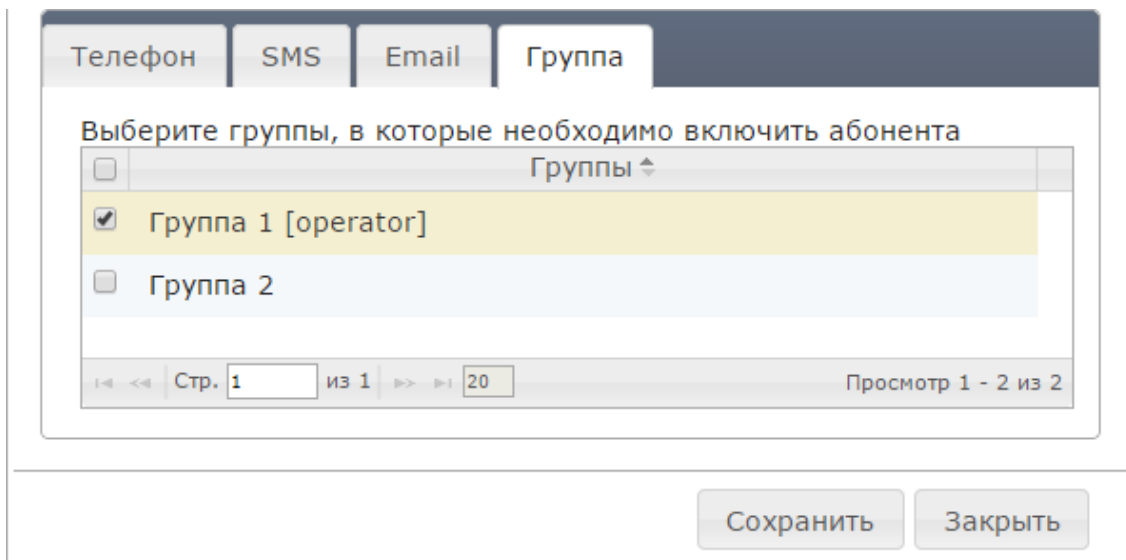 Телефон SMS Email Группа
Выберите группы, в которые необходимо включить абонента
Группы
Группа 1 [operator]
Группа 2
Стр. 1 из 1 20 Просмотр 1 - 2 из 2
Сохранить Закрыть